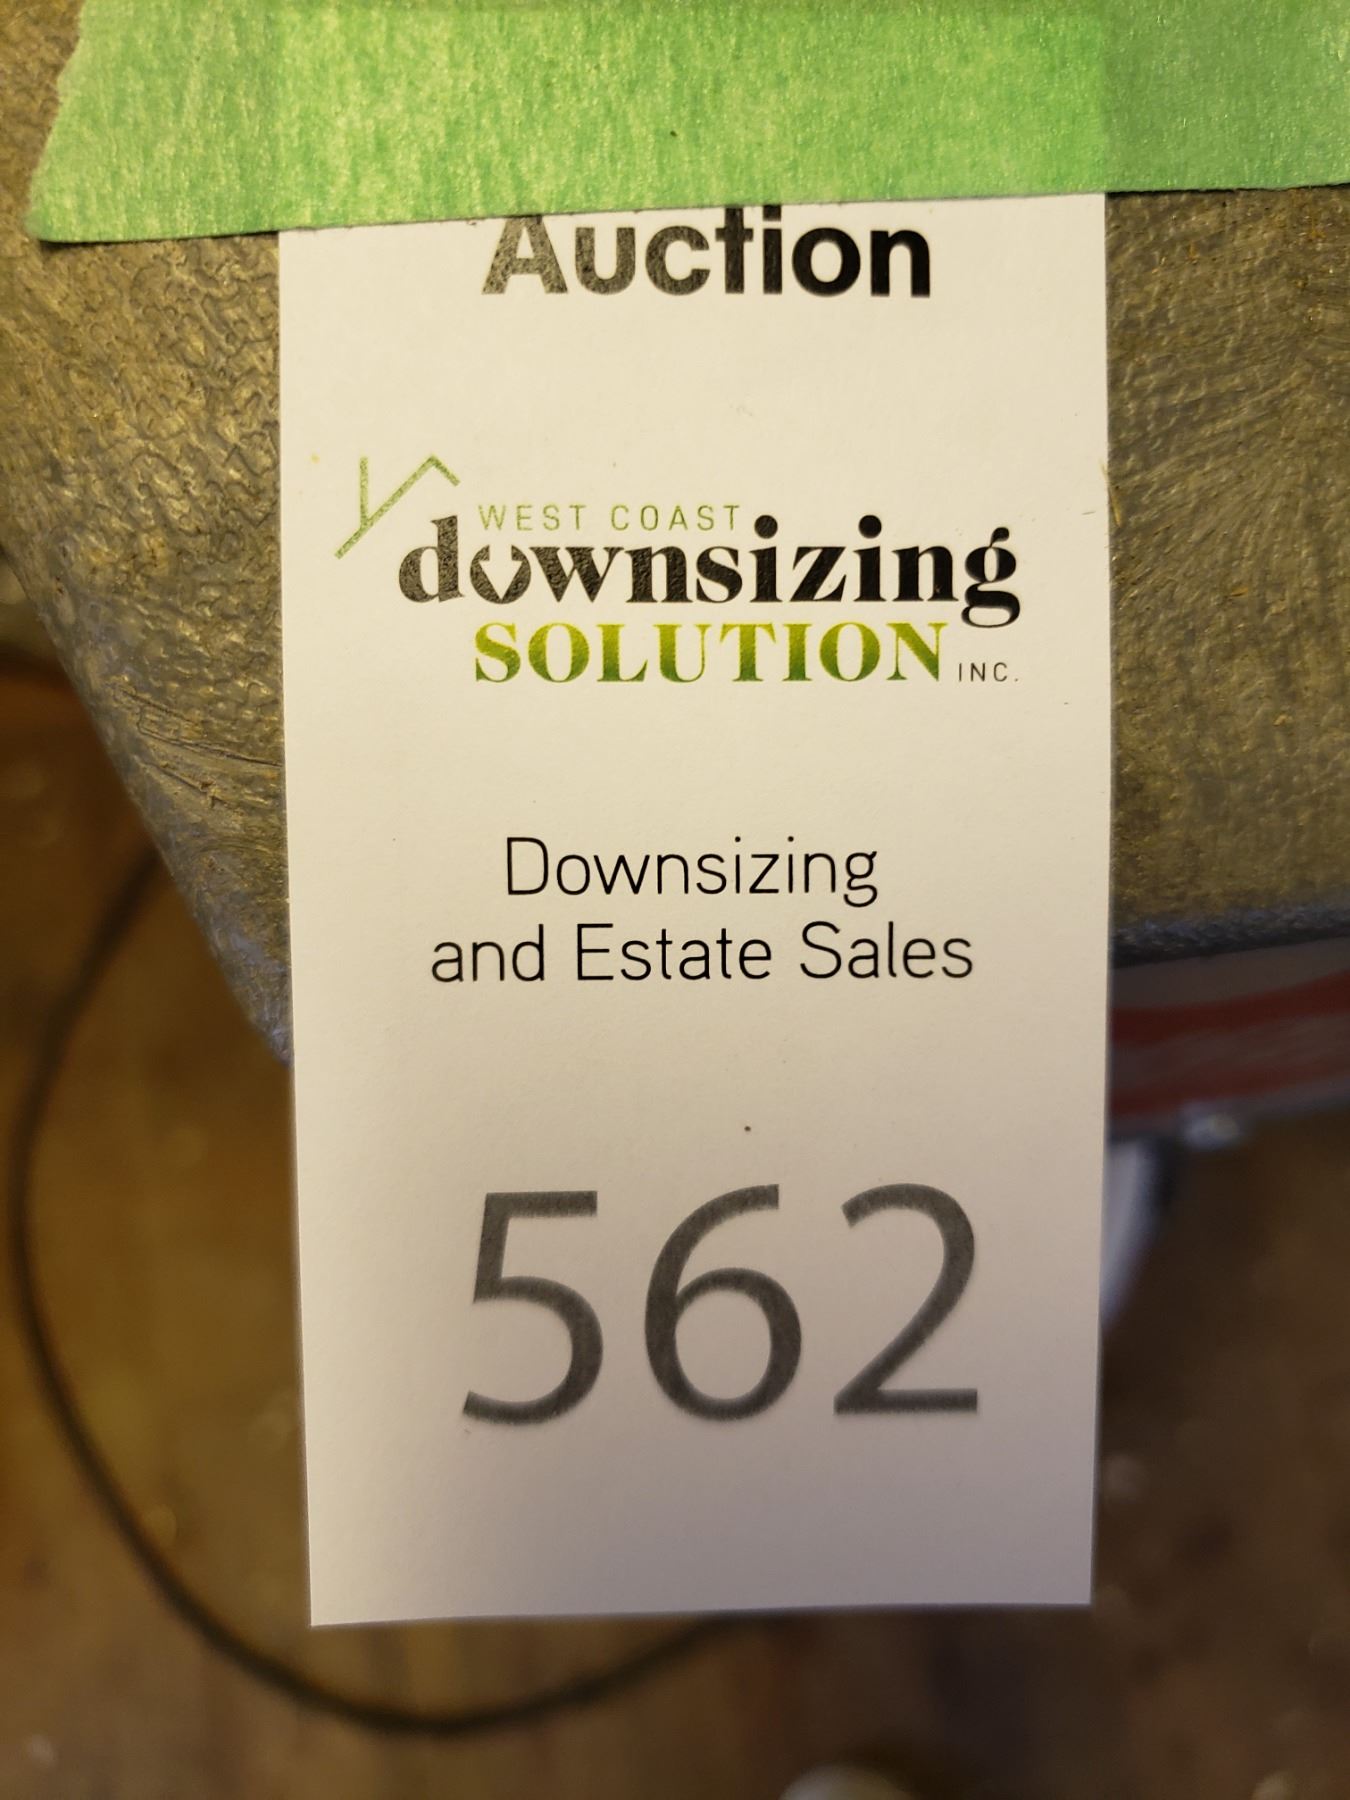 Auction
WEST COAST
downsizing
SOLUTION INC.
Downsizing
and Estate Sales
562